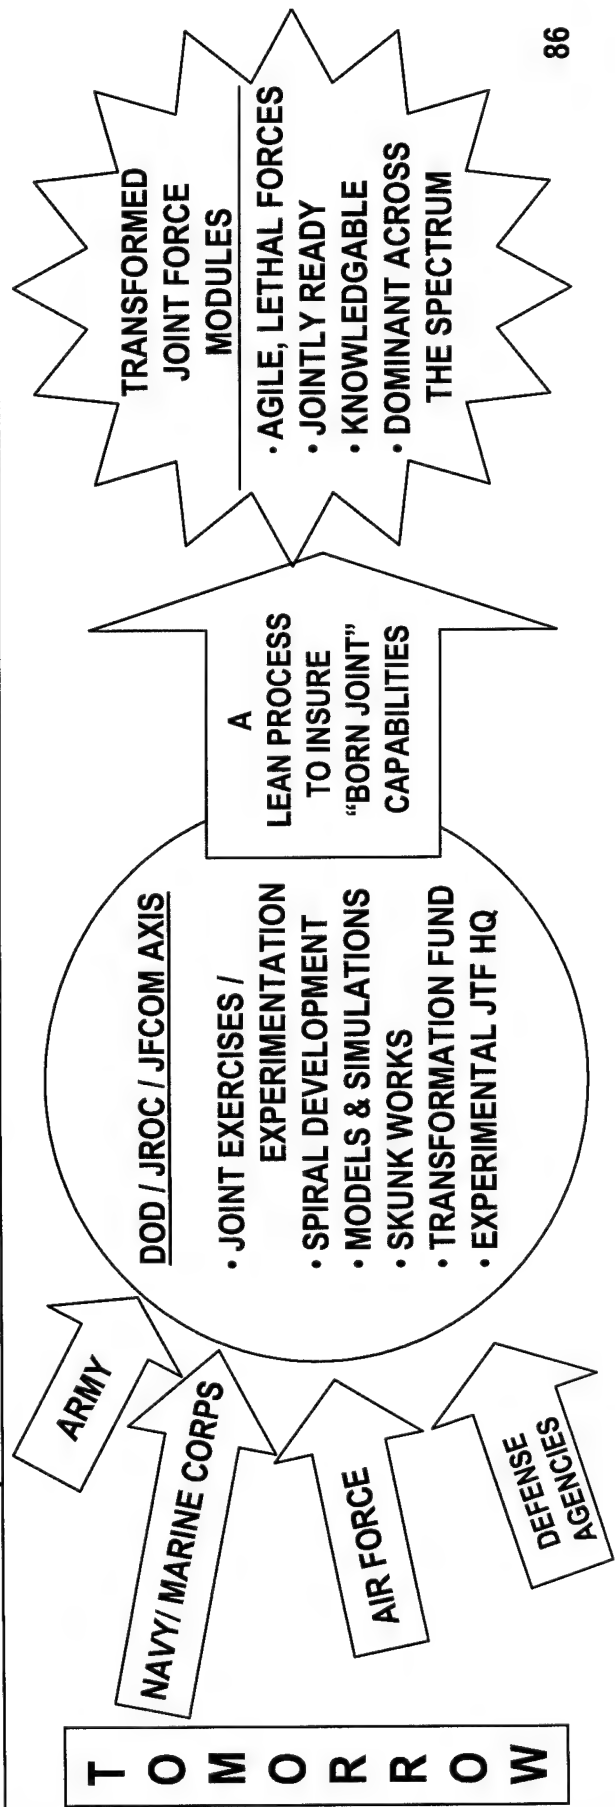 TOMORROW
ARMY
NAVY/ MARINE CORPS
AIR FORCE
DEFENSE
AGENCIES
DOD / JROC / JFCOM AXIS
• JOINT EXERCISES /
EXPERIMENTATION
• SPIRAL DEVELOPMENT
• MODELS & SIMULATIONS
• SKUNK WORKS
• TRANSFORMATION FUND
• EXPERIMENTAL JTF HQ
A
LEAN PROCESS
TO INSURE
“BORN JOINT”
CAPABILITIES
TRANSFORMED
JOINT FORCE
MODULES
• AGILE, LETHAL FORCES
• JOINTLY READY
• KNOWLEDGABLE
• DOMINANT ACROSS
THE SPECTRUM
86